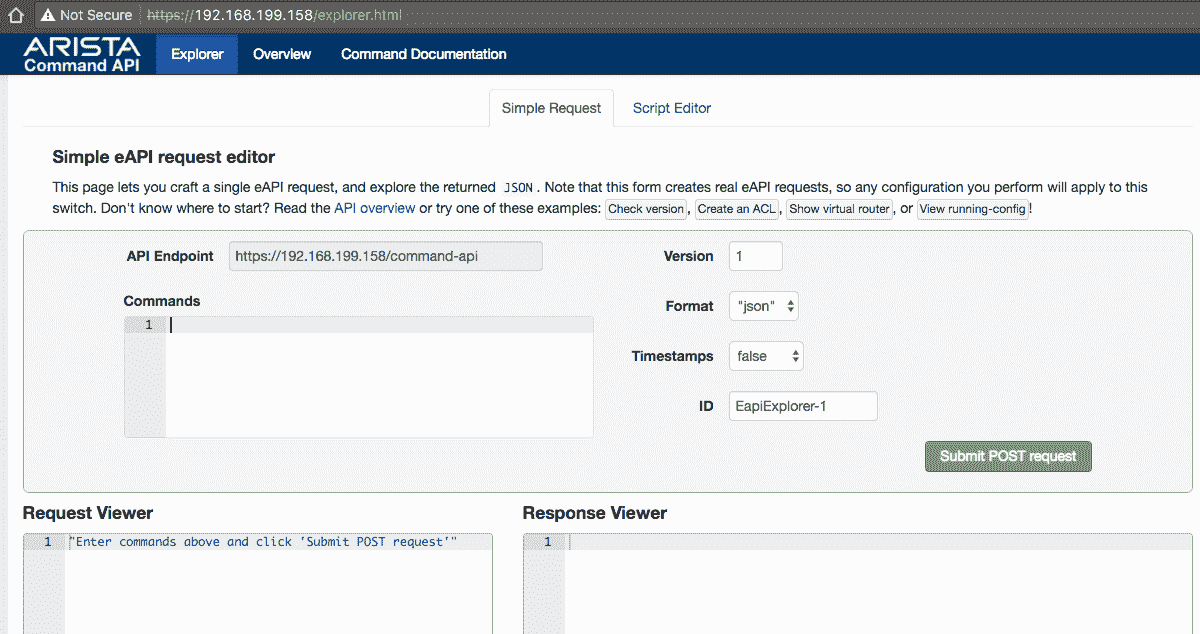 Not Secure https://192.168.199.158/explorer.html
ARISTA
Command API
Explorer Overview Command Documentation
Simple Request Script Editor
Simple eAPI request editor
This page lets you craft a single eAPI request, and explore the returned JSON. Note that this form creates real eAPI requests, so any configuration you perform will apply to this
switch. Don't know where to start? Read the API overview or try one of these examples: Check version, Create an ACL, Show virtual router, or View running-config!
API Endpoint https://192.168.199.158/command-api Version 1
Commands
1
Format "json"
Timestamps false
ID EapiExplorer-1
Submit POST request
Request Viewer Response Viewer
1 "Enter commands above and click 'Submit POST request'" 1